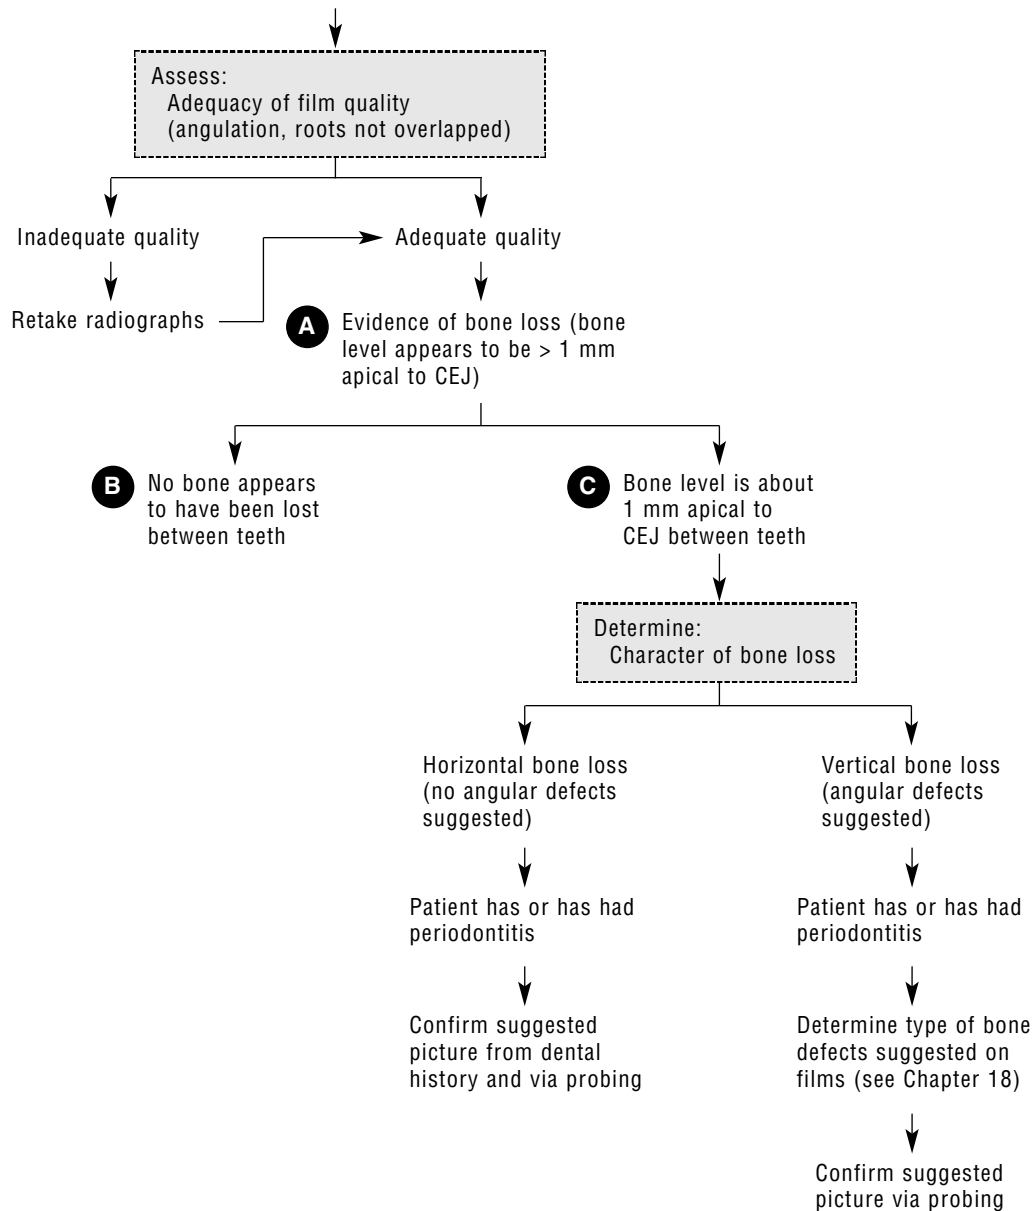 Assess:
Adequacy of film quality
(angulation, roots not overlapped)
Inadequate quality
Adequate quality
Retake radiographs
A
Evidence of bone loss (bone
level appears to be > 1 mm
apical to CEJ)
B
No bone appears
to have been lost
between teeth
C
Bone level is about
1 mm apical to
CEJ between teeth
Determine:
Character of bone loss
Horizontal bone loss
(no angular defects
suggested)
Vertical bone loss
(angular defects
suggested)
Patient has or has had
periodontitis
Patient has or has had
periodontitis
Confirm suggested
picture from dental
history and via probing
Determine type of bone
defects suggested on
films (see Chapter 18)
Confirm suggested
picture via probing